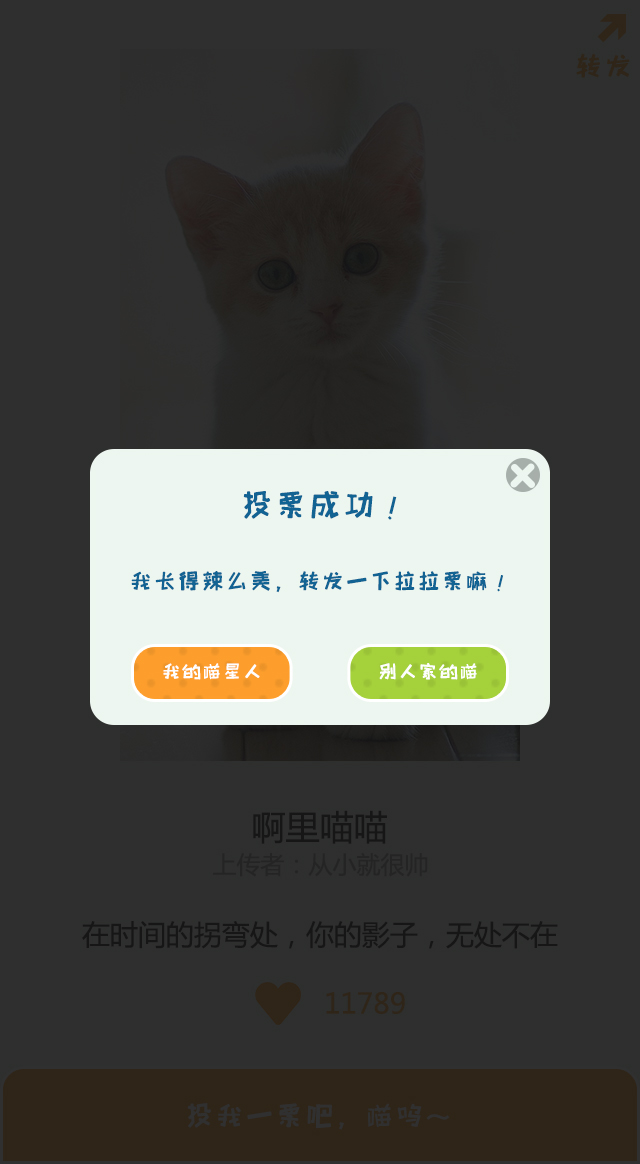 转发
投票成功！
我长得辣么美，转发一下拉拉票嘛！
我的喵星人
别人家的喵
啊里喵喵
上传者：从小就很帅
在时间的拐弯处，你的影子，无处不在
11789
投我一票吧，喵呜～